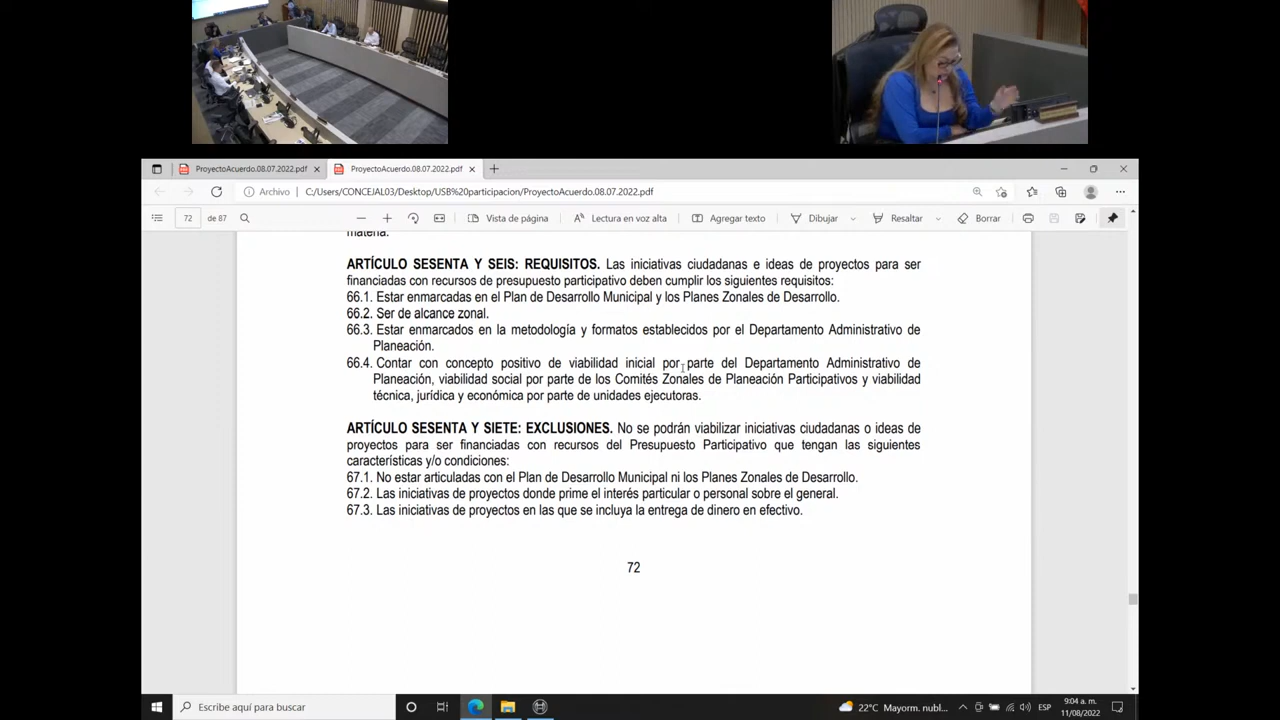 ProyectoAcuerdo.08.07.2022.pdf
ProyectoAcuerdo.08.07.2022.pdf
Archivo
C:/Users/CONCEJAL03/Desktop/USB%20participacion/ProyectoAcuerdo.08.07.2022.pdf
72 de 87
Vista de página
Lectura en voz alta
Agregar texto
Dibujar
Resaltar
Borrar
materia.
ARTÍCULO SESENTA Y SEIS: REQUISITOS. Las iniciativas ciudadanas e ideas de proyectos para ser
financiadas con recursos de presupuesto participativo deben cumplir los siguientes requisitos:
66.1. Estar enmarcadas en el Plan de Desarrollo Municipal y los Planes Zonales de Desarrollo.
66.2. Ser de alcance zonal.
66.3. Estar enmarcados en la metodología y formatos establecidos por el Departamento Administrativo de
Planeación.
66.4. Contar con concepto positivo de viabilidad inicial por parte del Departamento Administrativo de
Planeación, viabilidad social por parte de los Comités Zonales de Planeación Participativos y viabilidad
técnica, jurídica y económica por parte de unidades ejecutoras.
ARTÍCULO SESENTA Y SIETE: EXCLUSIONES. No se podrán viabilizar iniciativas ciudadanas o ideas de
proyectos para ser financiadas con recursos del Presupuesto Participativo que tengan las siguientes
características y/o condiciones:
67.1. No estar articuladas con el Plan de Desarrollo Municipal ni los Planes Zonales de Desarrollo.
67.2. Las iniciativas de proyectos donde prime el interés particular o personal sobre el general.
67.3. Las iniciativas de proyectos en las que se incluya la entrega de dinero en efectivo.
72
Escribe aquí para buscar
22°C Mayorm. nubl...
ESP
9:04 a. m.
11/08/2022